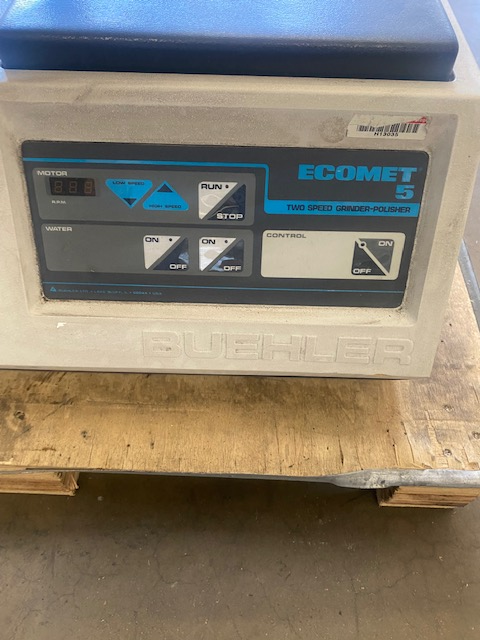 N13035
ECOMET®
5
TWO SPEED GRINDER-POLISHER
MOTOR
R.P.M.
LOW SPEED
HIGH SPEED
RUN
STOP
WATER
ON
OFF
ON
OFF
CONTROL
ON
OFF
BUEHLER